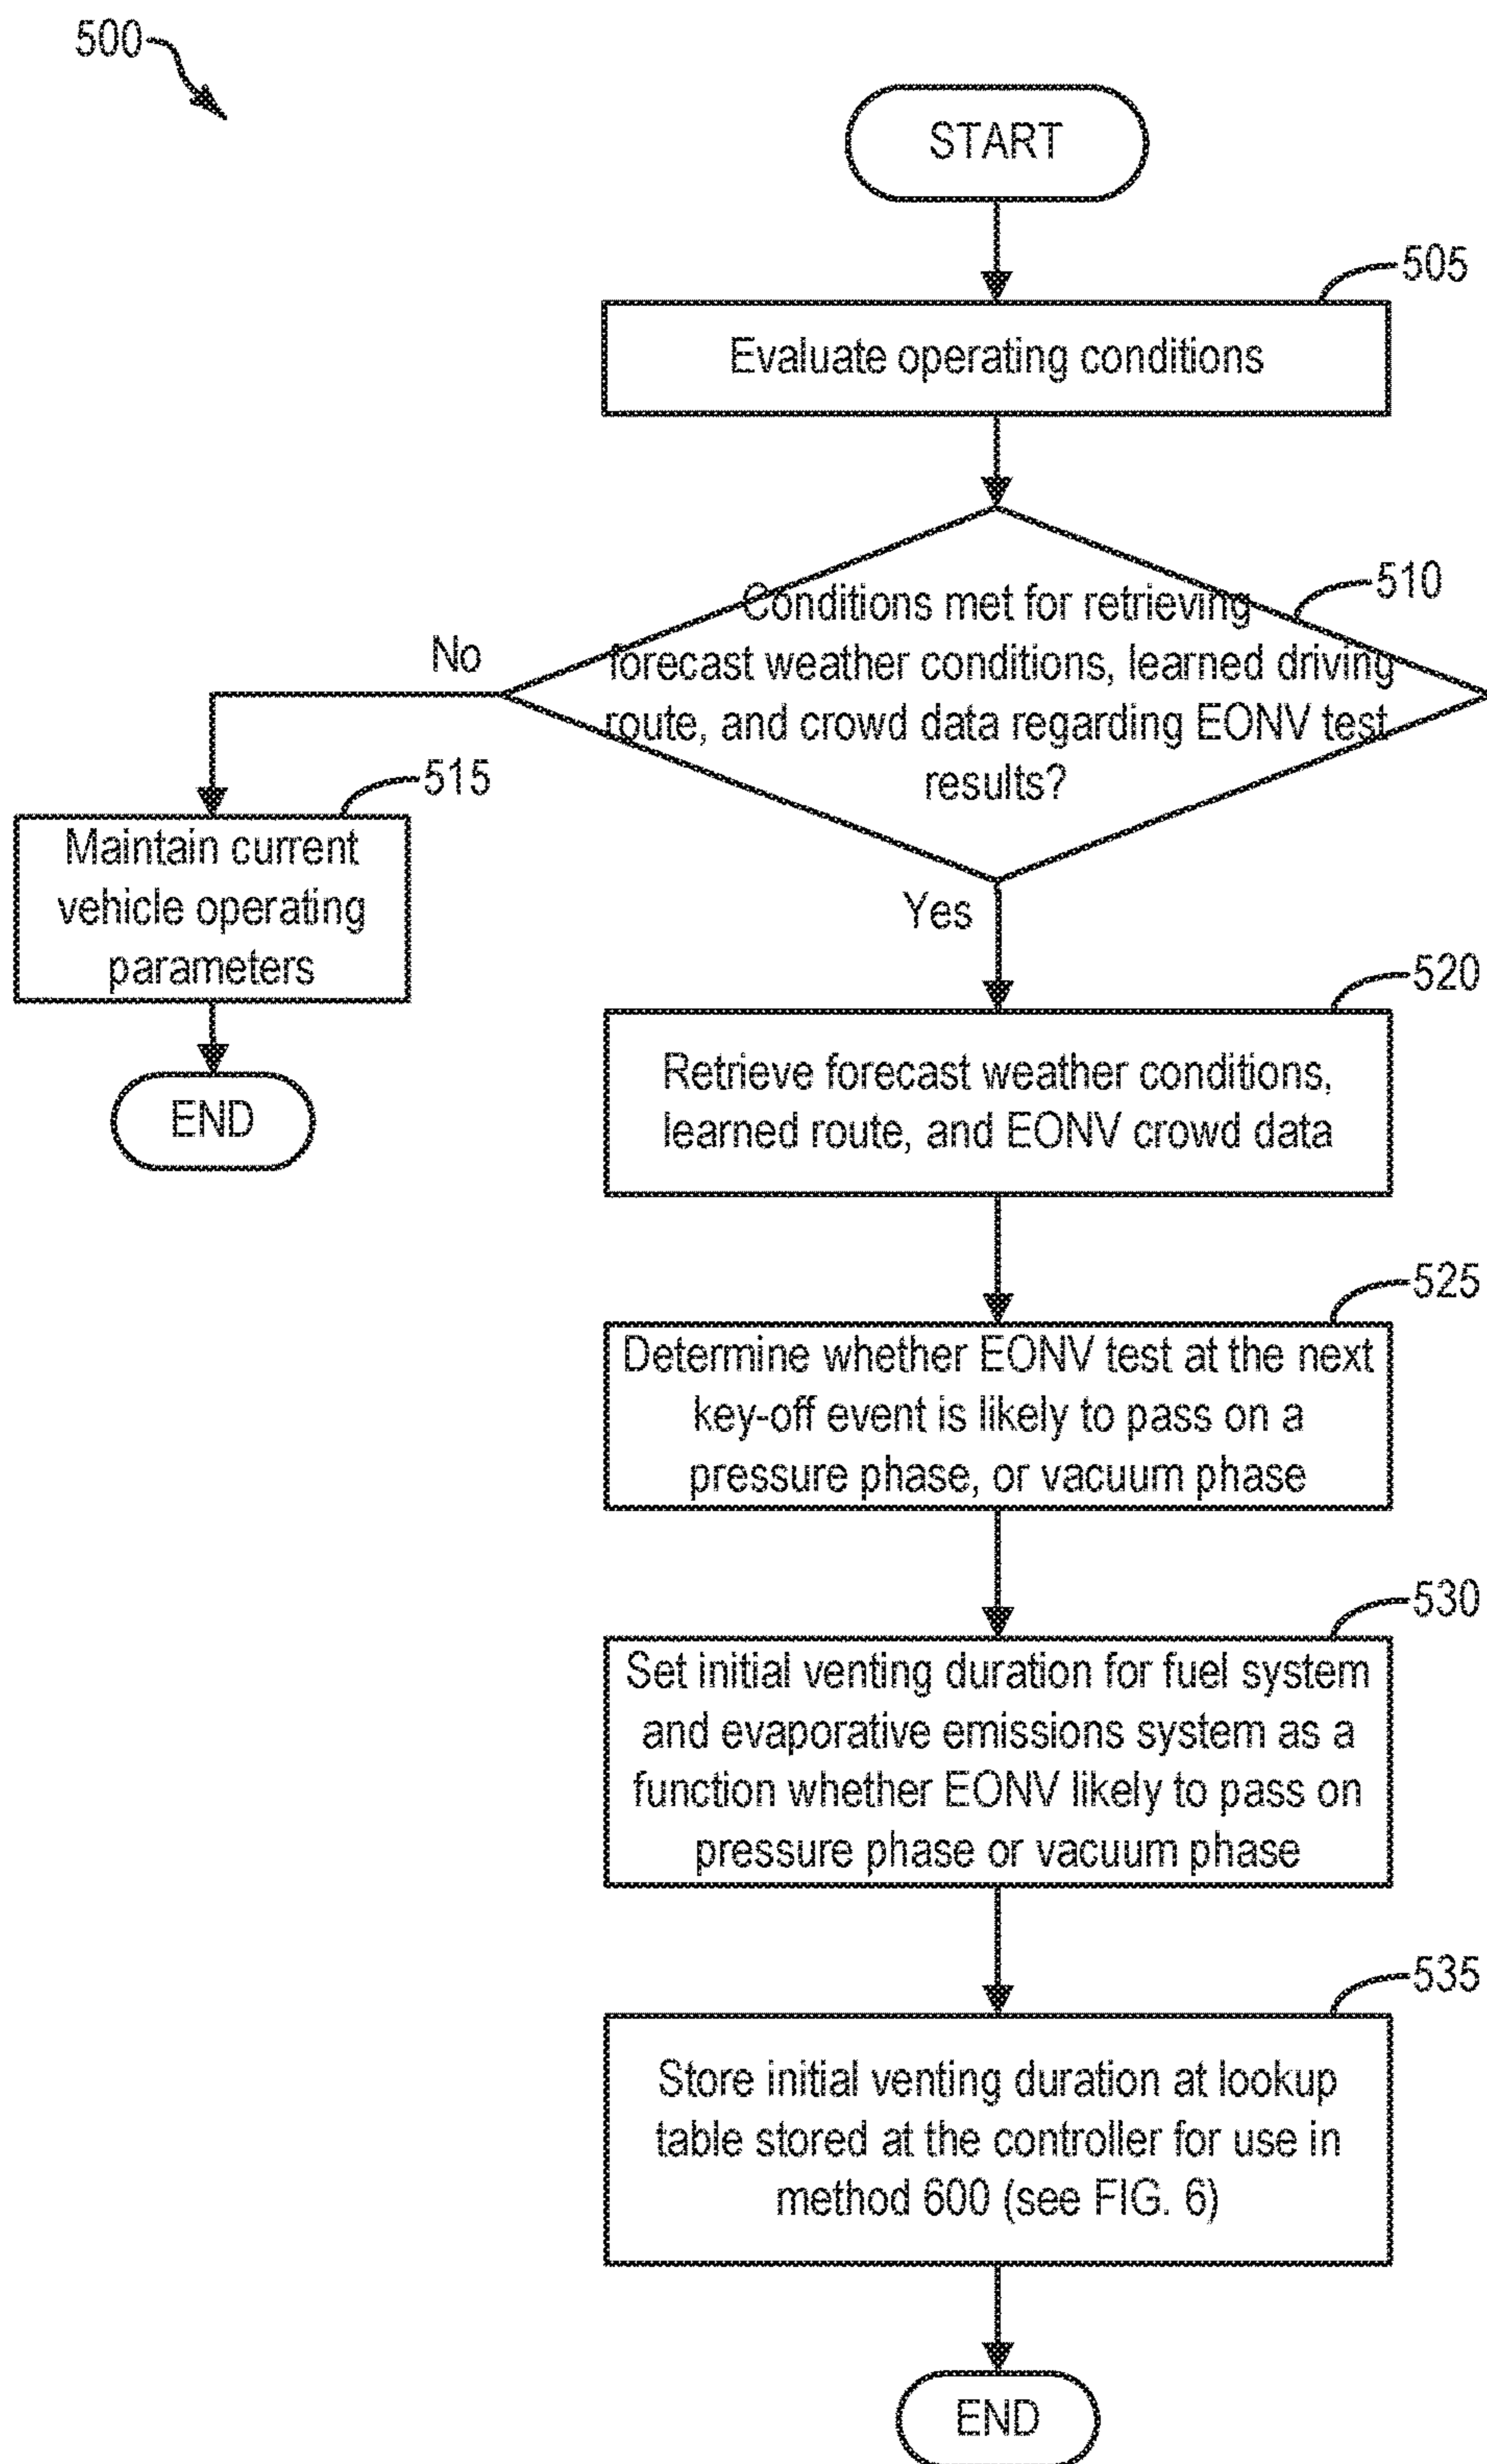 500
START
505
Evaluate operating conditions
510
Conditions met for retrieving
forecast weather conditions, learned driving
route, and crowd data regarding EONV test
results?
No
515
Maintain current
vehicle operating
parameters
END
Yes
520
Retrieve forecast weather conditions,
learned route, and EONV crowd data
525
Determine whether EONV test at the next
key-off event is likely to pass on a
pressure phase, or vacuum phase
530
Set initial venting duration for fuel system
and evaporative emissions system as a
function whether EONV likely to pass on
pressure phase or vacuum phase
535
Store initial venting duration at lookup
table stored at the controller for use in
method 600 (see FIG. 6)
END